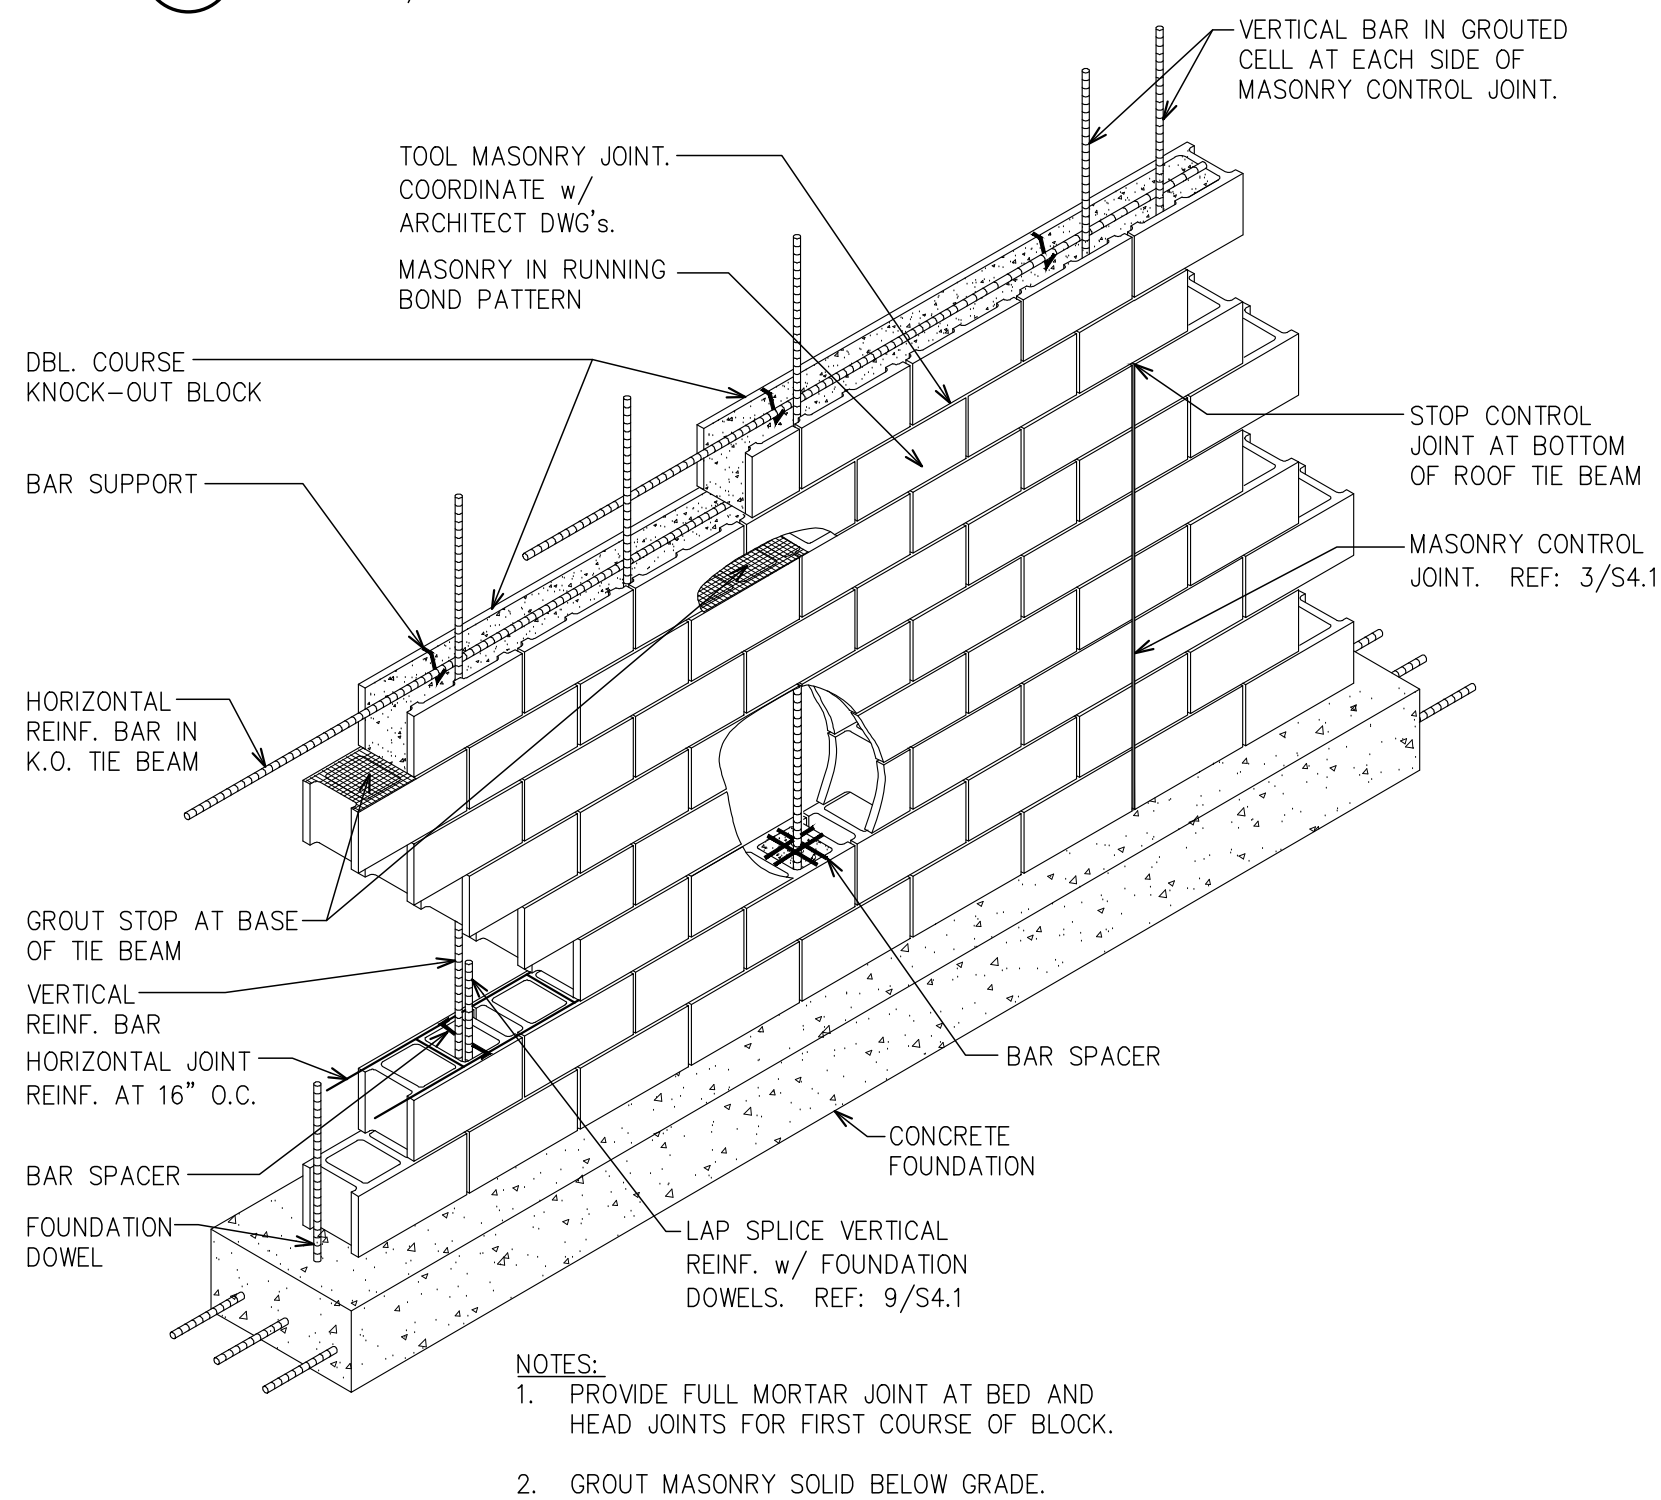 VERTICAL BAR IN GROUTED
CELL AT EACH SIDE OF
MASONRY CONTROL JOINT.
TOOL MASONRY JOINT.
COORDINATE w/
ARCHITECT DWG's.
MASONRY IN RUNNING
BOND PATTERN
DBL. COURSE
KNOCK-OUT BLOCK
STOP CONTROL
JOINT AT BOTTOM
OF ROOF TIE BEAM
BAR SUPPORT
MASONRY CONTROL
JOINT. REF: 3/S4.1
HORIZONTAL
REINF. BAR IN
K.O. TIE BEAM
GROUT STOP AT BASE
OF TIE BEAM
VERTICAL
REINF. BAR
HORIZONTAL JOINT
REINF. AT 16" O.C.
BAR SPACER
BAR SPACER
CONCRETE
FOUNDATION
FOUNDATION
DOWEL
LAP SPLICE VERTICAL
REINF. w/ FOUNDATION
DOWELS. REF: 9/S4.1
NOTES:
1. PROVIDE FULL MORTAR JOINT AT BED AND
HEAD JOINTS FOR FIRST COURSE OF BLOCK.
2. GROUT MASONRY SOLID BELOW GRADE.